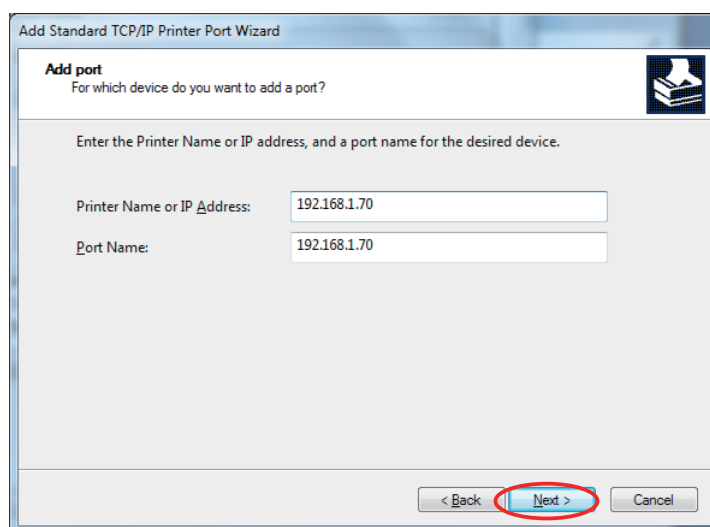 Add Standard TCP/IP Printer Port Wizard
Add port
For which device do you want to add a port?
Enter the Printer Name or IP address, and a port name for the desired device.
Printer Name or IP Address: 192.168.1.70
Port Name: 192.168.1.70
< Back Next > Cancel